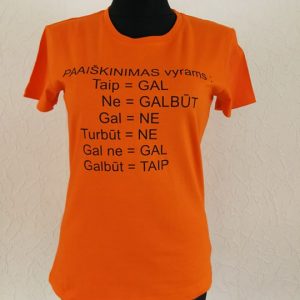 PAAIŠKINIMAS vyrams :
Taip = GAL
Ne = GALBŪT
Gal = NE
Turbūt = NE
Gal ne = GAL
Galbūt = TAIP